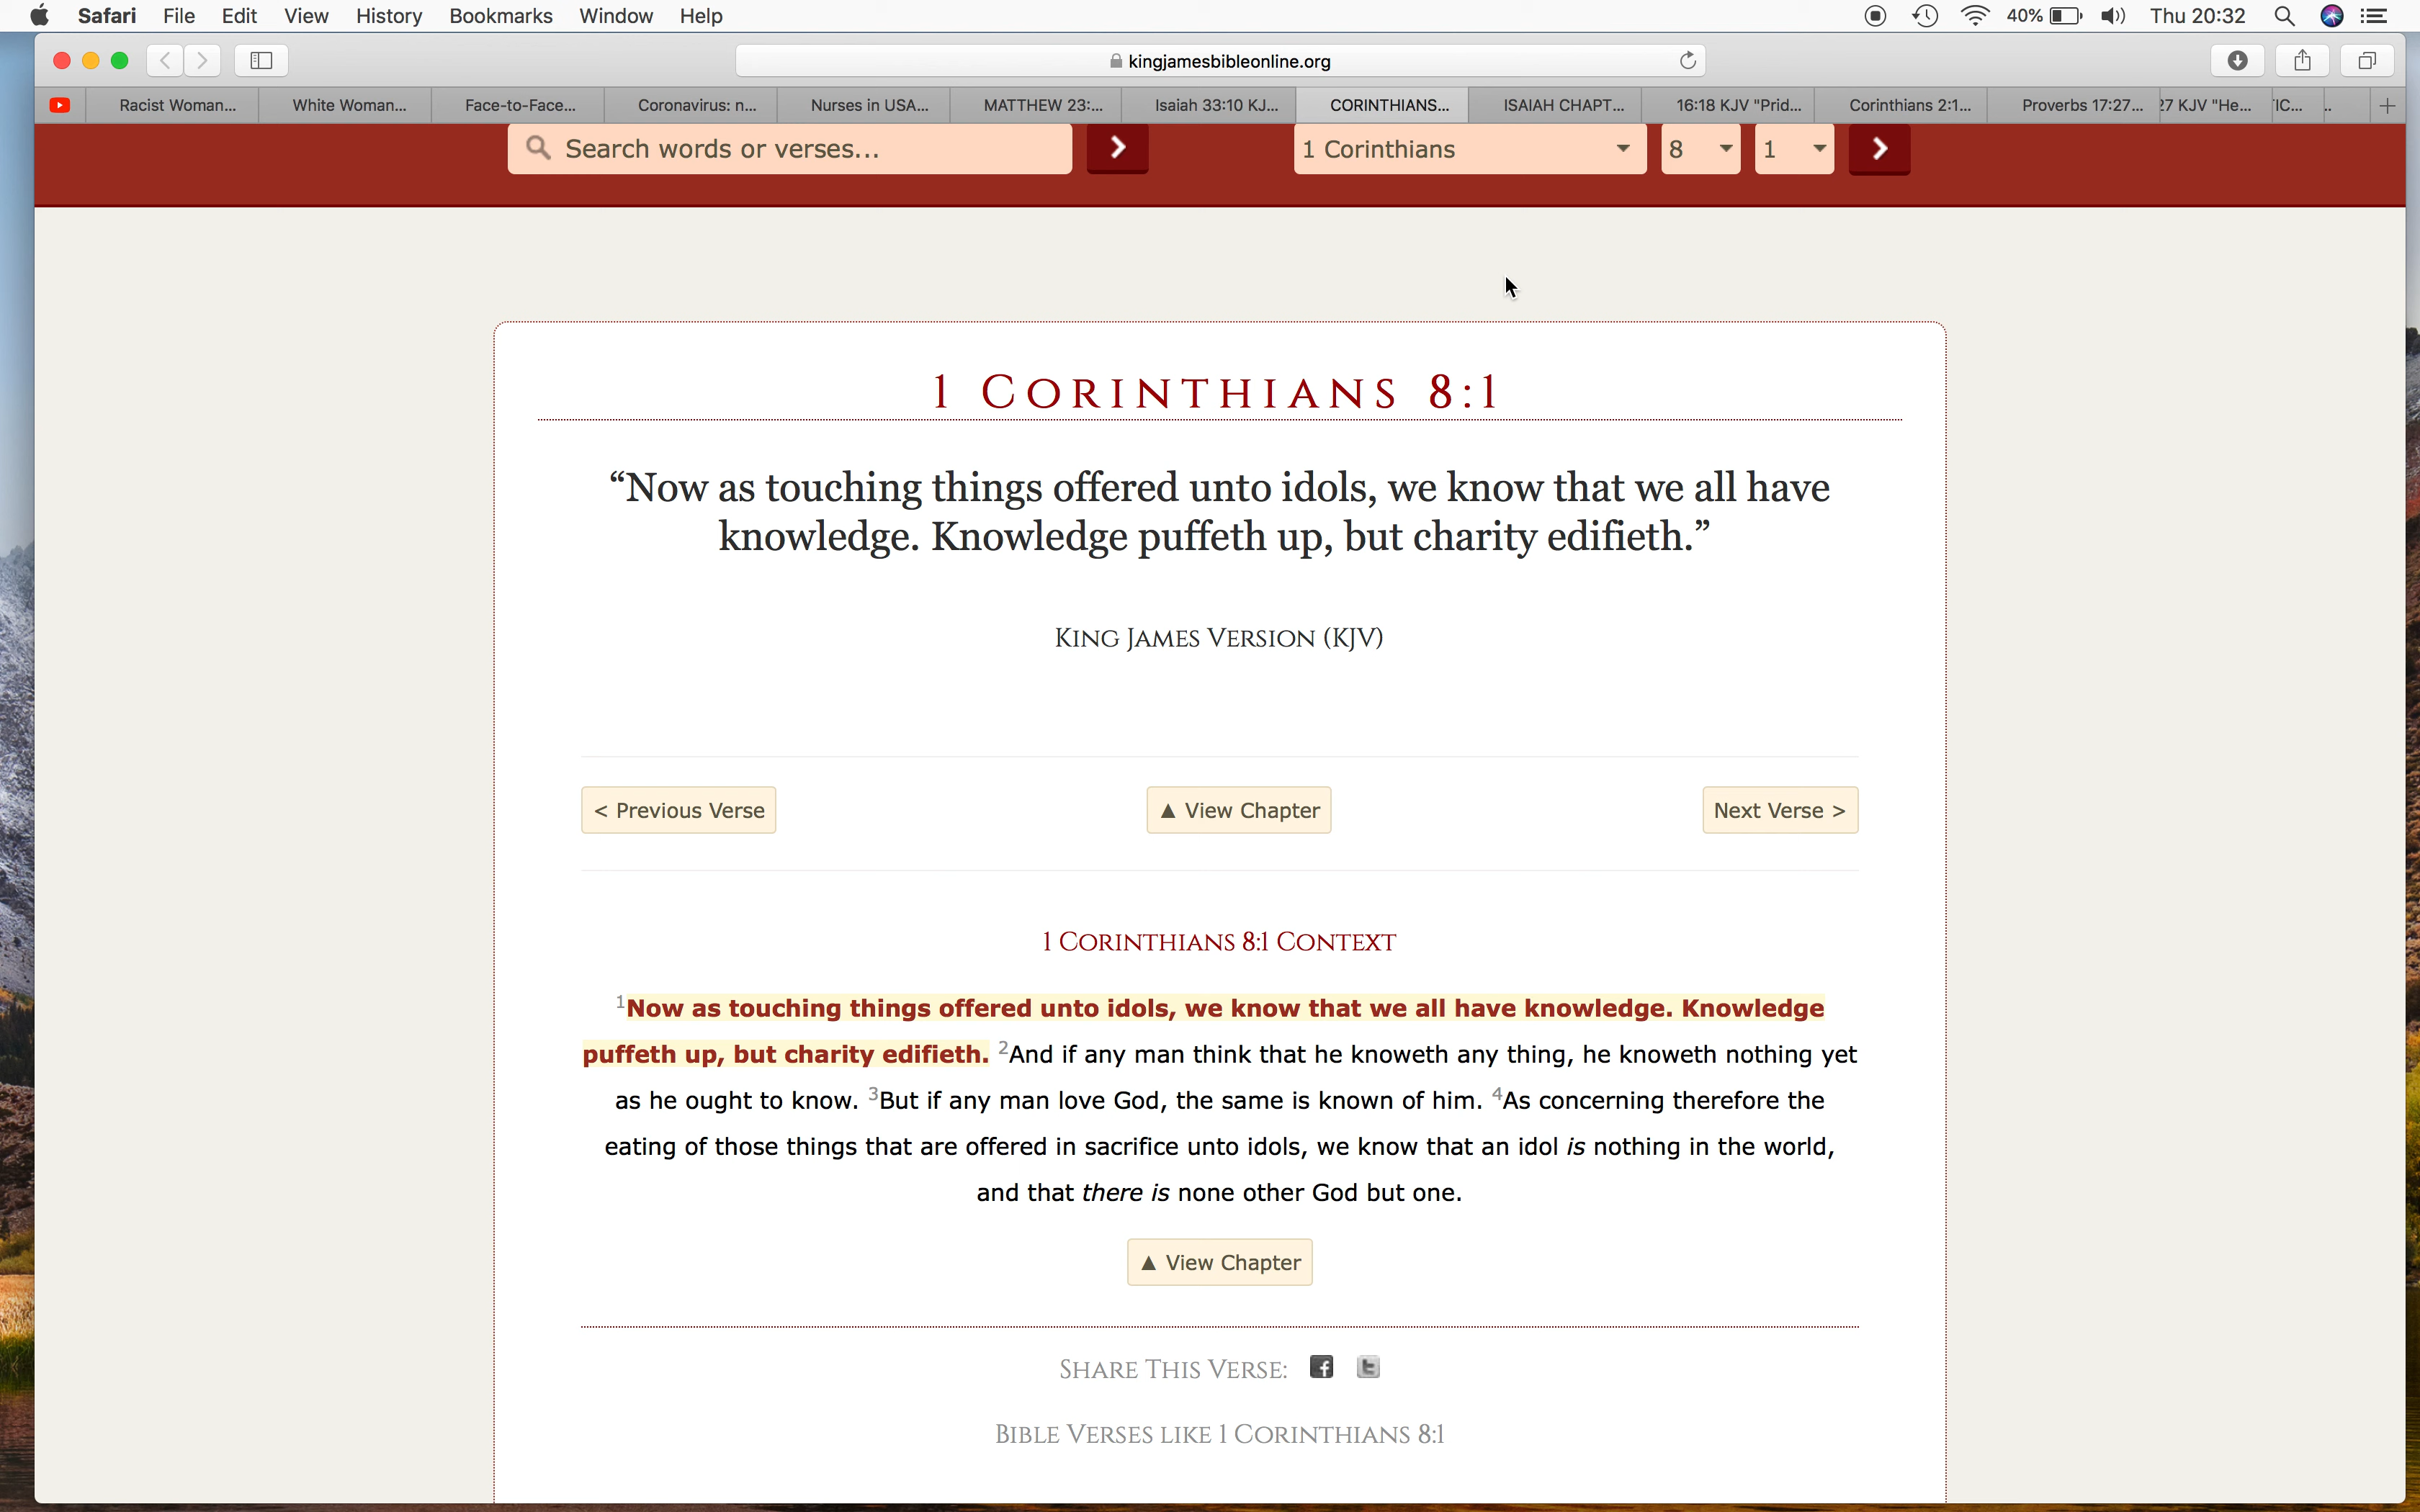 Safari File Edit View History Bookmarks Window Help 40% Thu 20:32
kingjamesbibleonline.org
Racist Woman... White Woman... Face-to-Face... Coronavirus: n... Nurses in USA... MATTHEW 23:... Isaiah 33:10 KJ... CORINTHIANS... ISAIAH CHAPT... 16:18 KJV "Prid... Corinthians 2:1... Proverbs 17:27... 27 KJV "He... IC... ..
Search words or verses... 1 Corinthians 8 1
1 CORINTHIANS 8:1
“Now as touching things offered unto idols, we know that we all have
knowledge. Knowledge puffeth up, but charity edifieth.”
KING JAMES VERSION (KJV)
< Previous Verse ▲ View Chapter Next Verse >
1 CORINTHIANS 8:1 CONTEXT
1Now as touching things offered unto idols, we know that we all have knowledge. Knowledge
puffeth up, but charity edifieth. 2And if any man think that he knoweth any thing, he knoweth nothing yet
as he ought to know. 3But if any man love God, the same is known of him. 4As concerning therefore the
eating of those things that are offered in sacrifice unto idols, we know that an idol is nothing in the world,
and that there is none other God but one.
▲ View Chapter
SHARE THIS VERSE:
BIBLE VERSES LIKE 1 CORINTHIANS 8:1